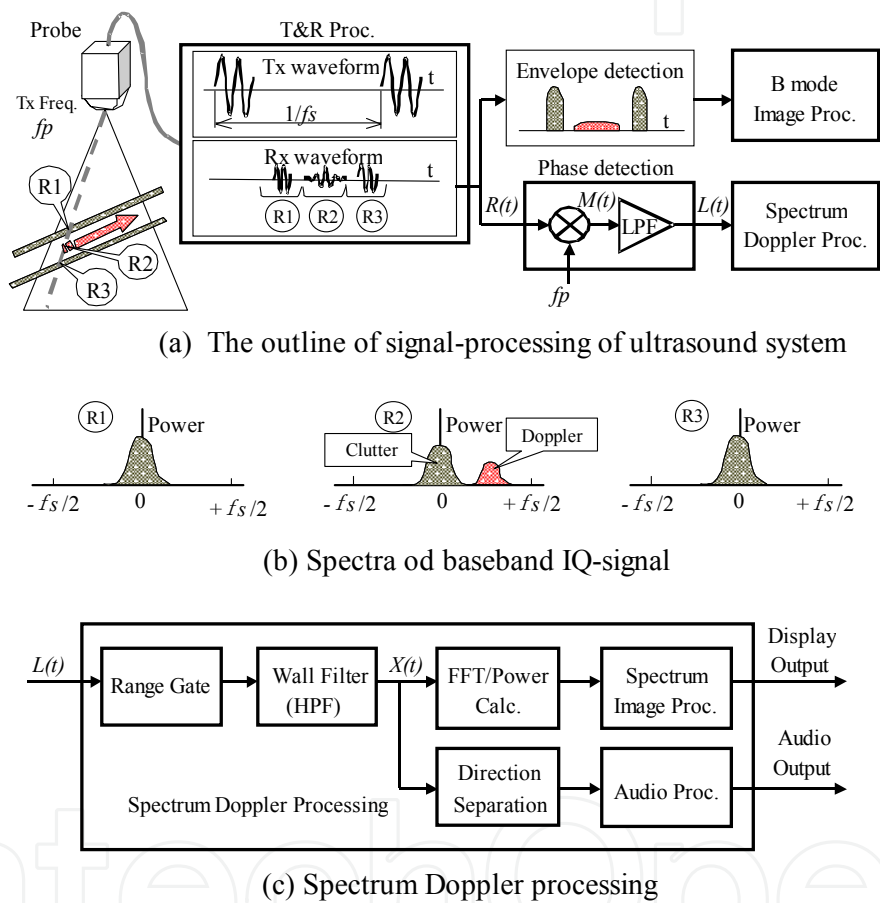 Probe
Tx Freq.
fp
R1
R2
R3
T&R Proc.
Tx waveform
t
1/fs
Rx waveform
t
R1
R2
R3
Envelope detection
t
B mode
Image Proc.
Phase detection
R(t)
M(t)
LPF
L(t)
fp
Spectrum
Doppler Proc.
(a) The outline of signal-processing of ultrasound system
R1
Power
- fs/2
0
+fs/2
R2
Power
Clutter
Doppler
- fs/2
0
+fs/2
R3
Power
- fs/2
0
+fs/2
(b) Spectra od baseband IQ-signal
L(t)
Range Gate
Wall Filter
(HPF)
X(t)
FFT/Power
Calc.
Spectrum
Image Proc.
Display
Output
Direction
Separation
Audio Proc.
Audio
Output
Spectrum Doppler Processing
(c) Spectrum Doppler processing